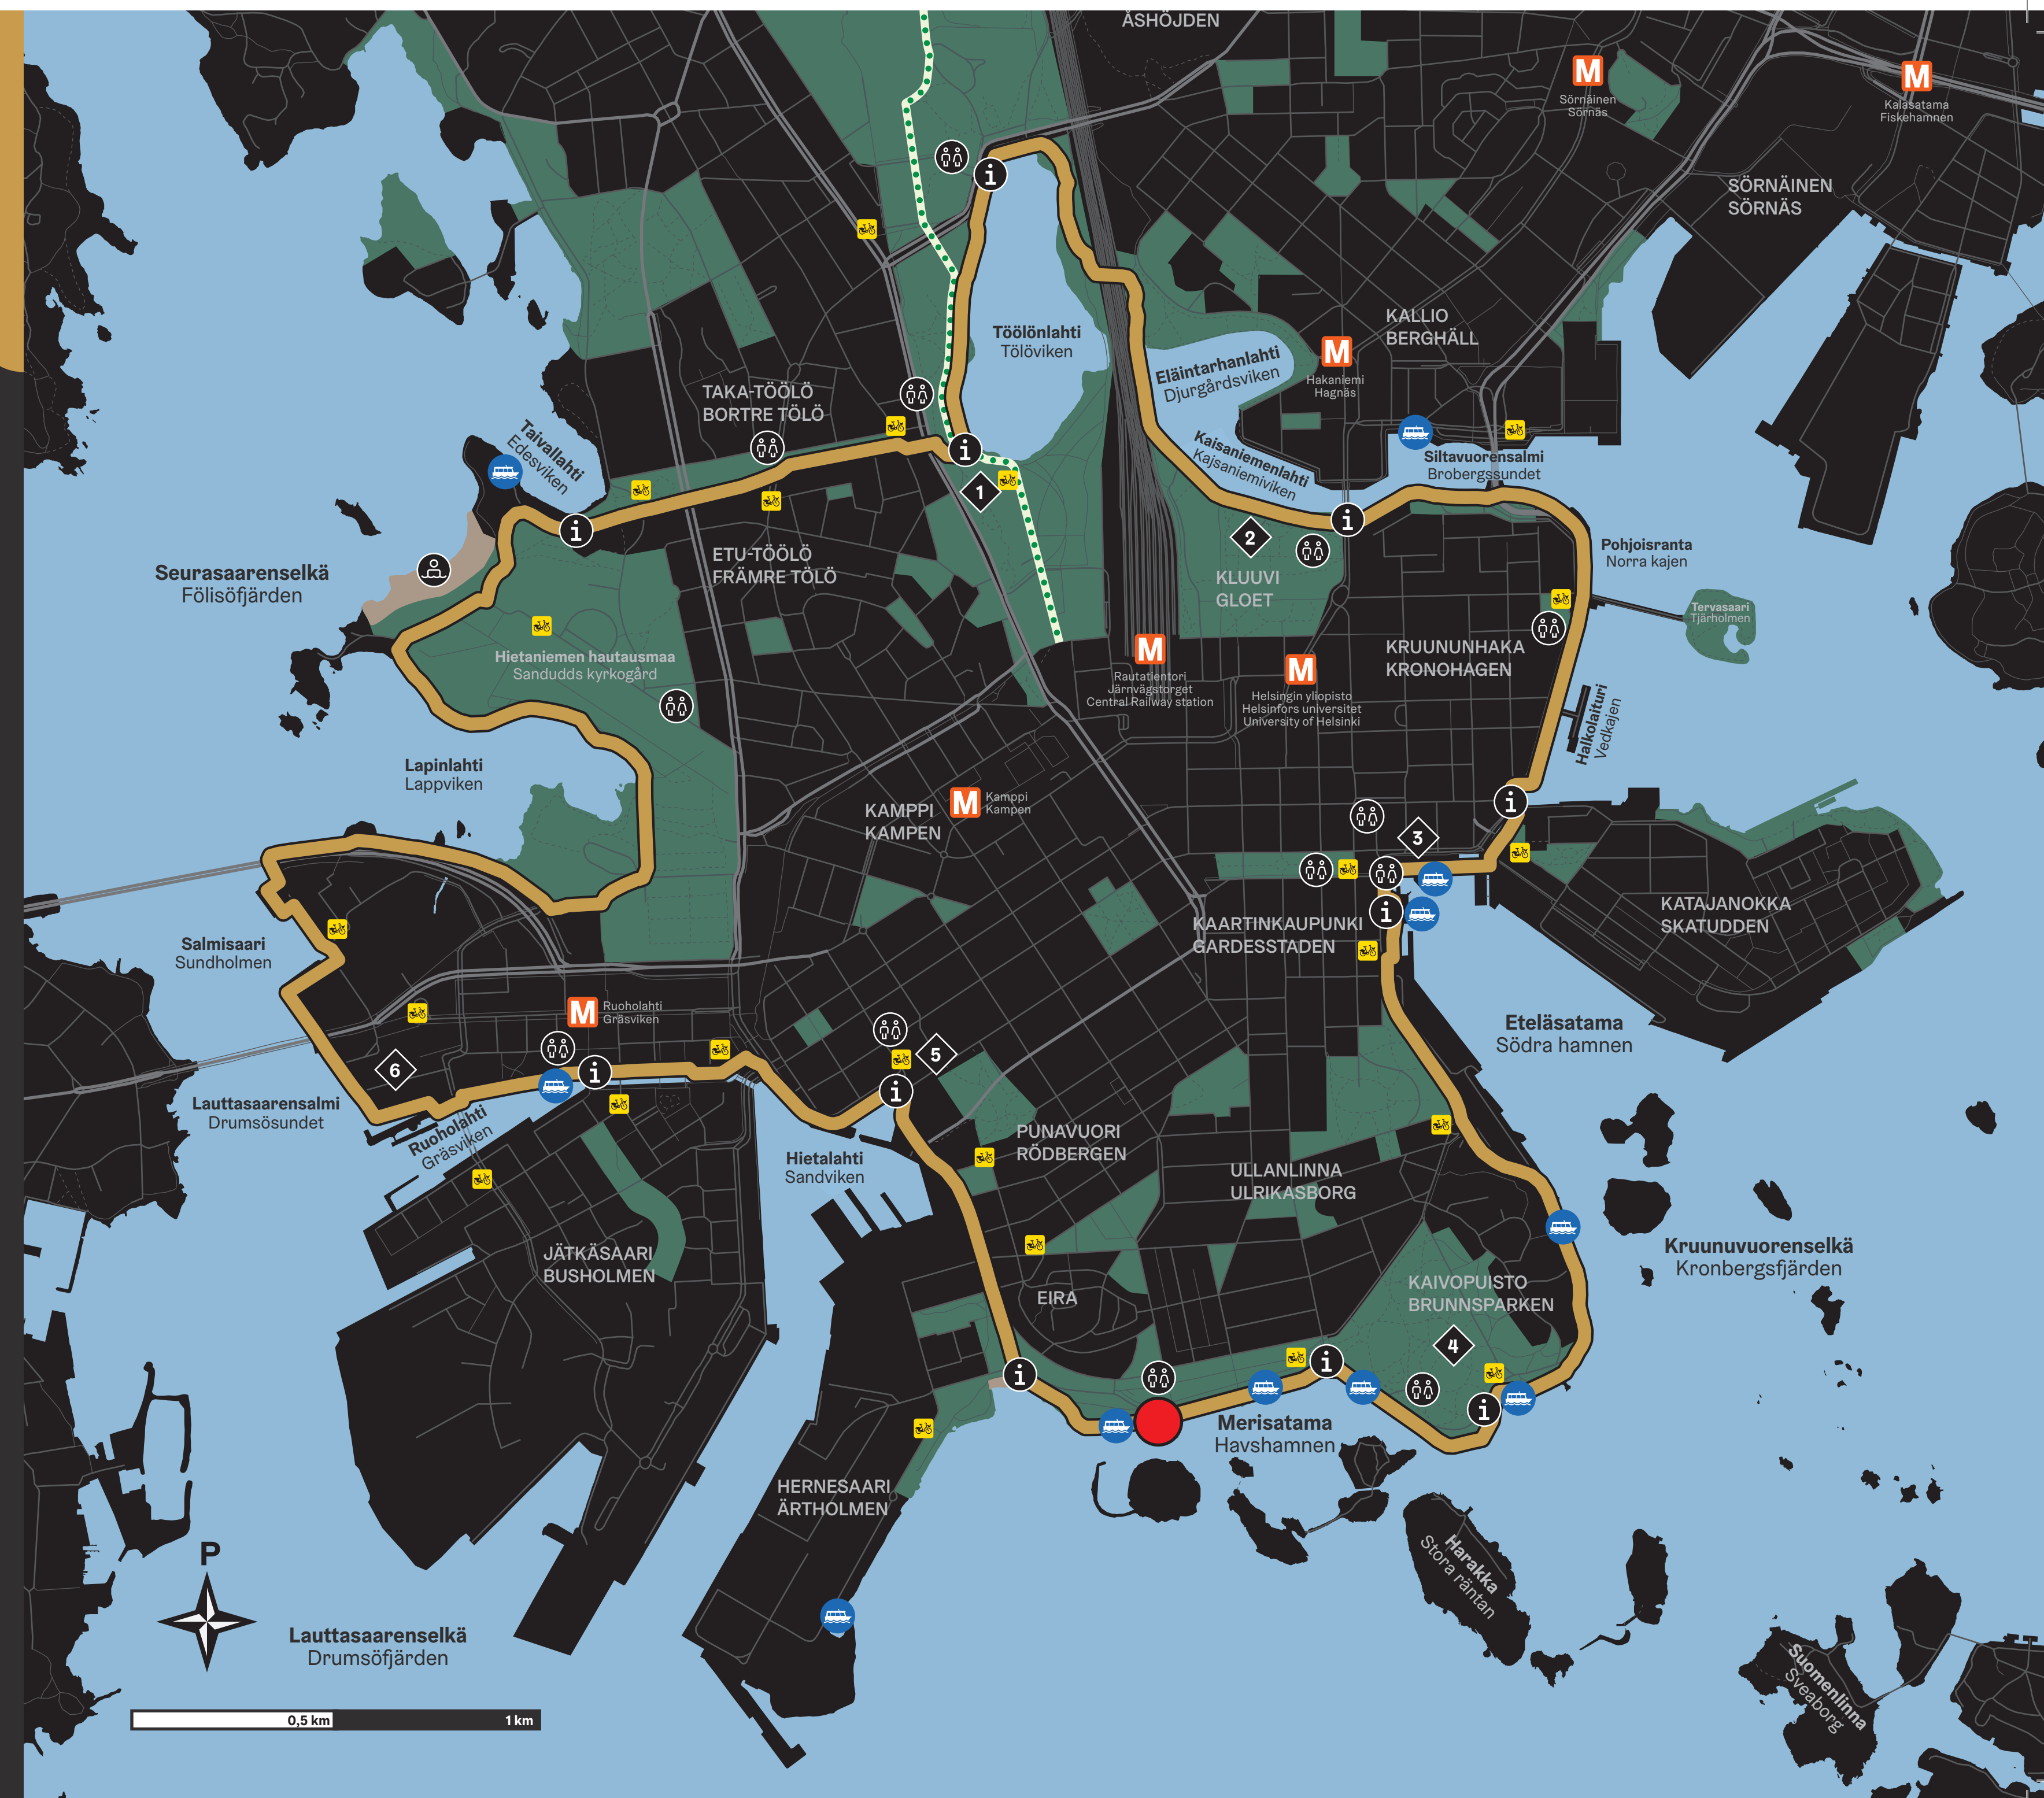 ÅSHÖJDEN
M
Sörnäinen
Sörnäs
M
Kalasatama
Fiskehamnen
i
SÖRNÄINEN
SÖRNÄS
KALLIO
BERGHÄLL
Töölönlahti
Tölöviken
M
Hakaniemi
Hagnäs
Eläintarhanlahti
Djurgårdsviken
TAKA-TÖÖLÖ
BORTRE TÖLÖ
Taivallahti
Edesviken
i
Kaisaniemenlahti
Kajsaniemiviken
Siltavuorensalmi
Brobergssundet
1
i
i
2
ETU-TÖÖLÖ
FRÄMRE TÖLÖ
Pohjoisranta
Norra kajen
Seurasaarenselkä
Fölisöfjärden
KLUUVI
GLOET
Tervasaari
Tjärholmen
Hietaniemen hautausmaa
Sandudds kyrkogård
M
Rautatientori
Järnvägstorget
Central Railway station
M
Helsingin yliopisto
Helsinfors universitet
University of Helsinki
KRUUNUNHAKA
KRONOHAGEN
Halkolaituri
Vedkajen
Lapinlahti
Lappviken
KAMPPI
KAMPEN
M
Kamppi
Kampen
i
3
i
KAARTINKAUPUNKI
GARDESSTADEN
KATAJANOKKA
SKATUDDEN
Salmisaari
Sundholmen
M
Ruoholahti
Gräsviken
Eteläsatama
Södra hamnen
5
6
i
i
Lauttasaarensalmi
Drumsösundet
Ruoholahti
Gräsviken
Hietalahti
Sandviken
PUNAVUORI
RÖDBERGEN
ULLANLINNA
ULRIKASBORG
JÄTKÄSAARI
BUSHOLMEN
Kruunuvuorenselkä
Kronbergsfjärden
EIRA
KAIVOPUISTO
BRUNNSPARKEN
4
i
i
i
Merisatama
Havshamnen
HERNESAARI
ÄRTHOLMEN
Harakka
Stora räntan
P
Lauttasaarenselkä
Drumsöfjärden
Suomenlinna
Sveaborg
0,5 km
1 km